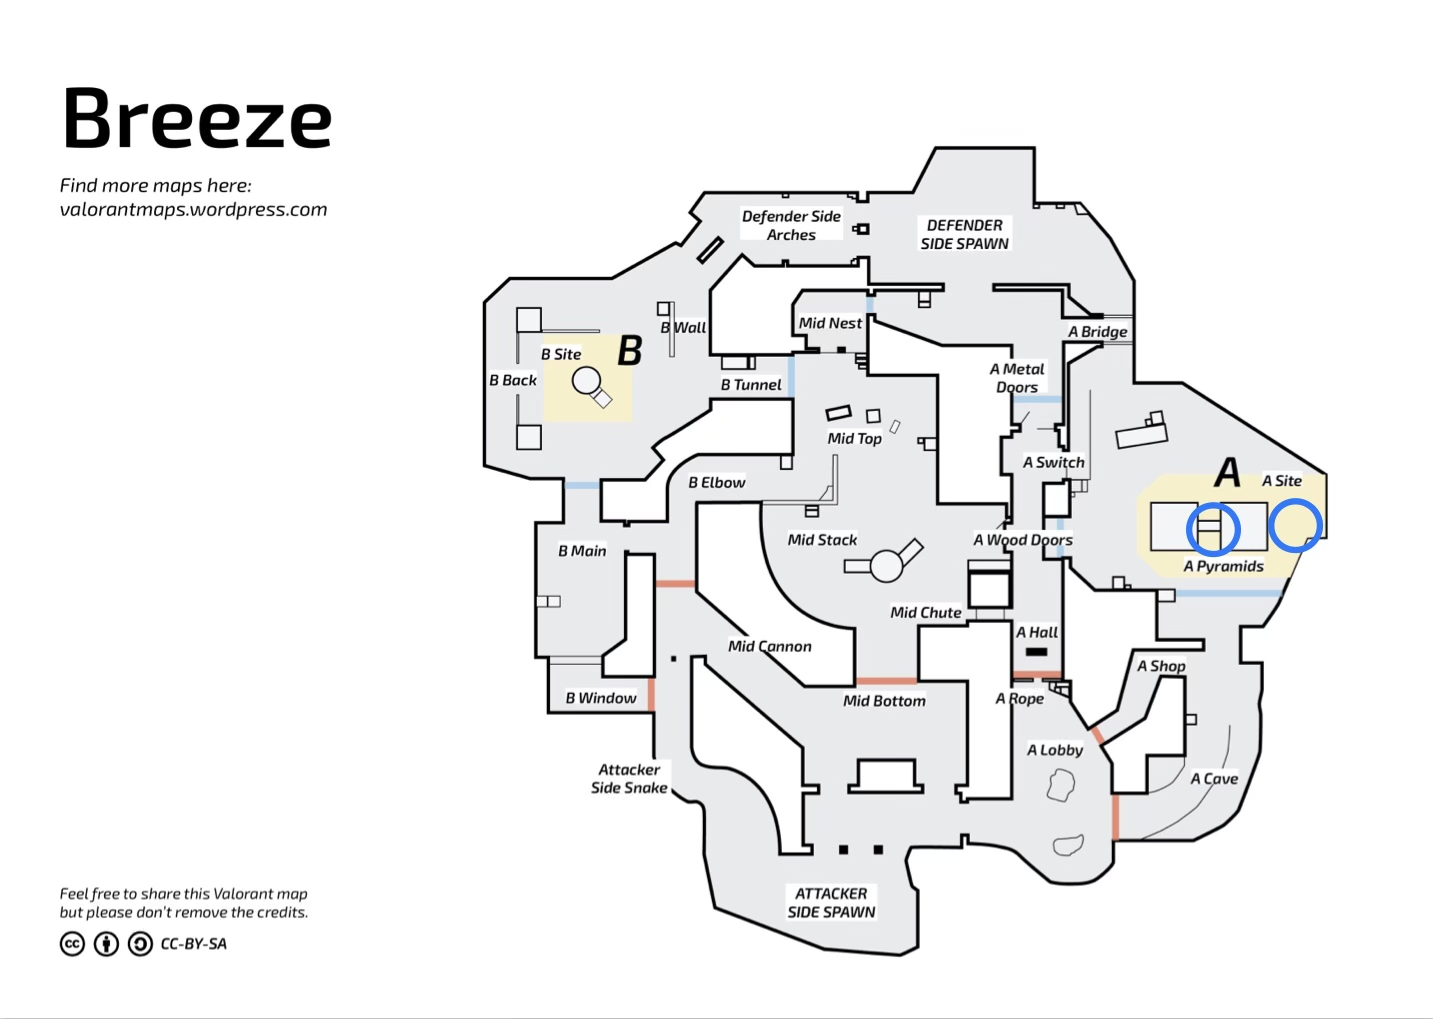 Breeze
Find more maps here:
valorantmaps.wordpress.com
Defender Side
Arches
DEFENDER
SIDE SPAWN
B Wall
Mid Nest
A Bridge
B
B Site
B Back
B Tunnel
A Metal
Doors
Mid Top
A Switch
A
A Site
B Elbow
B Main
Mid Stack
A Wood Doors
A Pyramids
Mid Chute
A Hall
Mid Cannon
A Shop
B Window
Mid Bottom
A Rope
A Lobby
Attacker
Side Snake
A Cave
ATTACKER
SIDE SPAWN
Feel free to share this Valorant map
but please don't remove the credits.
cc
CC-BY-SA